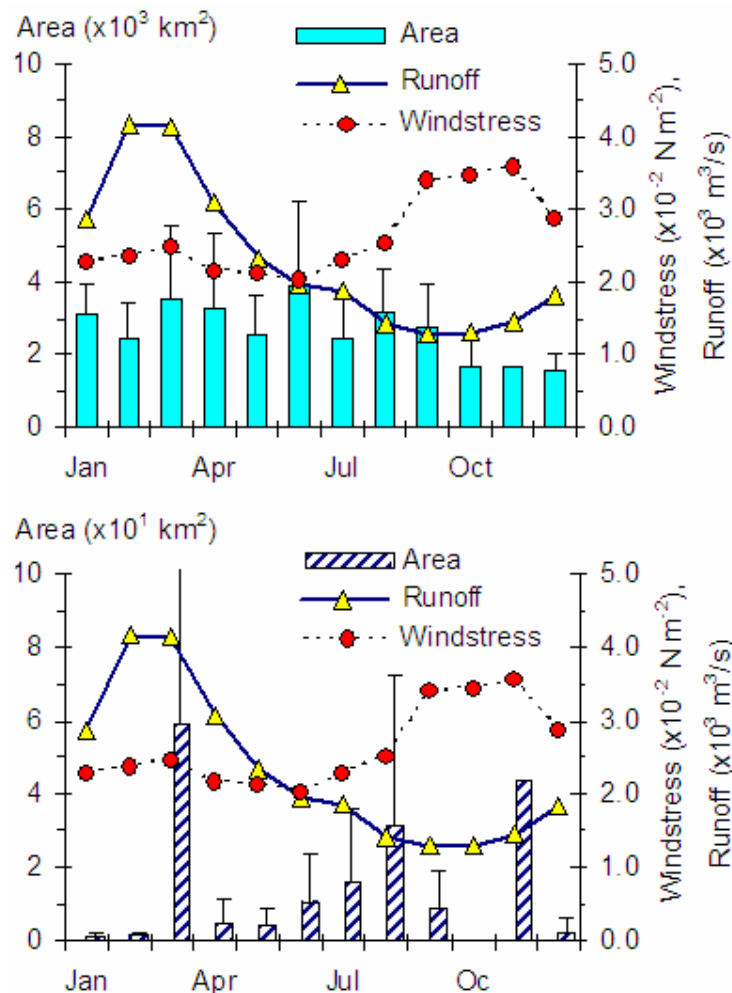 Area (x10³ km²)
Area
Runoff
Windstress
10
8
6
4
2
0
5.0
4.0
3.0
2.0
1.0
0.0
Windstress (x10⁻² N m⁻²),
Runoff (x10³ m³/s)
Jan Apr Jul Oct
Area (x10¹ km²)
Area
Runoff
Windstress
10
8
6
4
2
0
5.0
4.0
3.0
2.0
1.0
0.0
Windstress (x10⁻² N m⁻²),
Runoff (x10³ m³/s)
Jan Apr Jul Oc